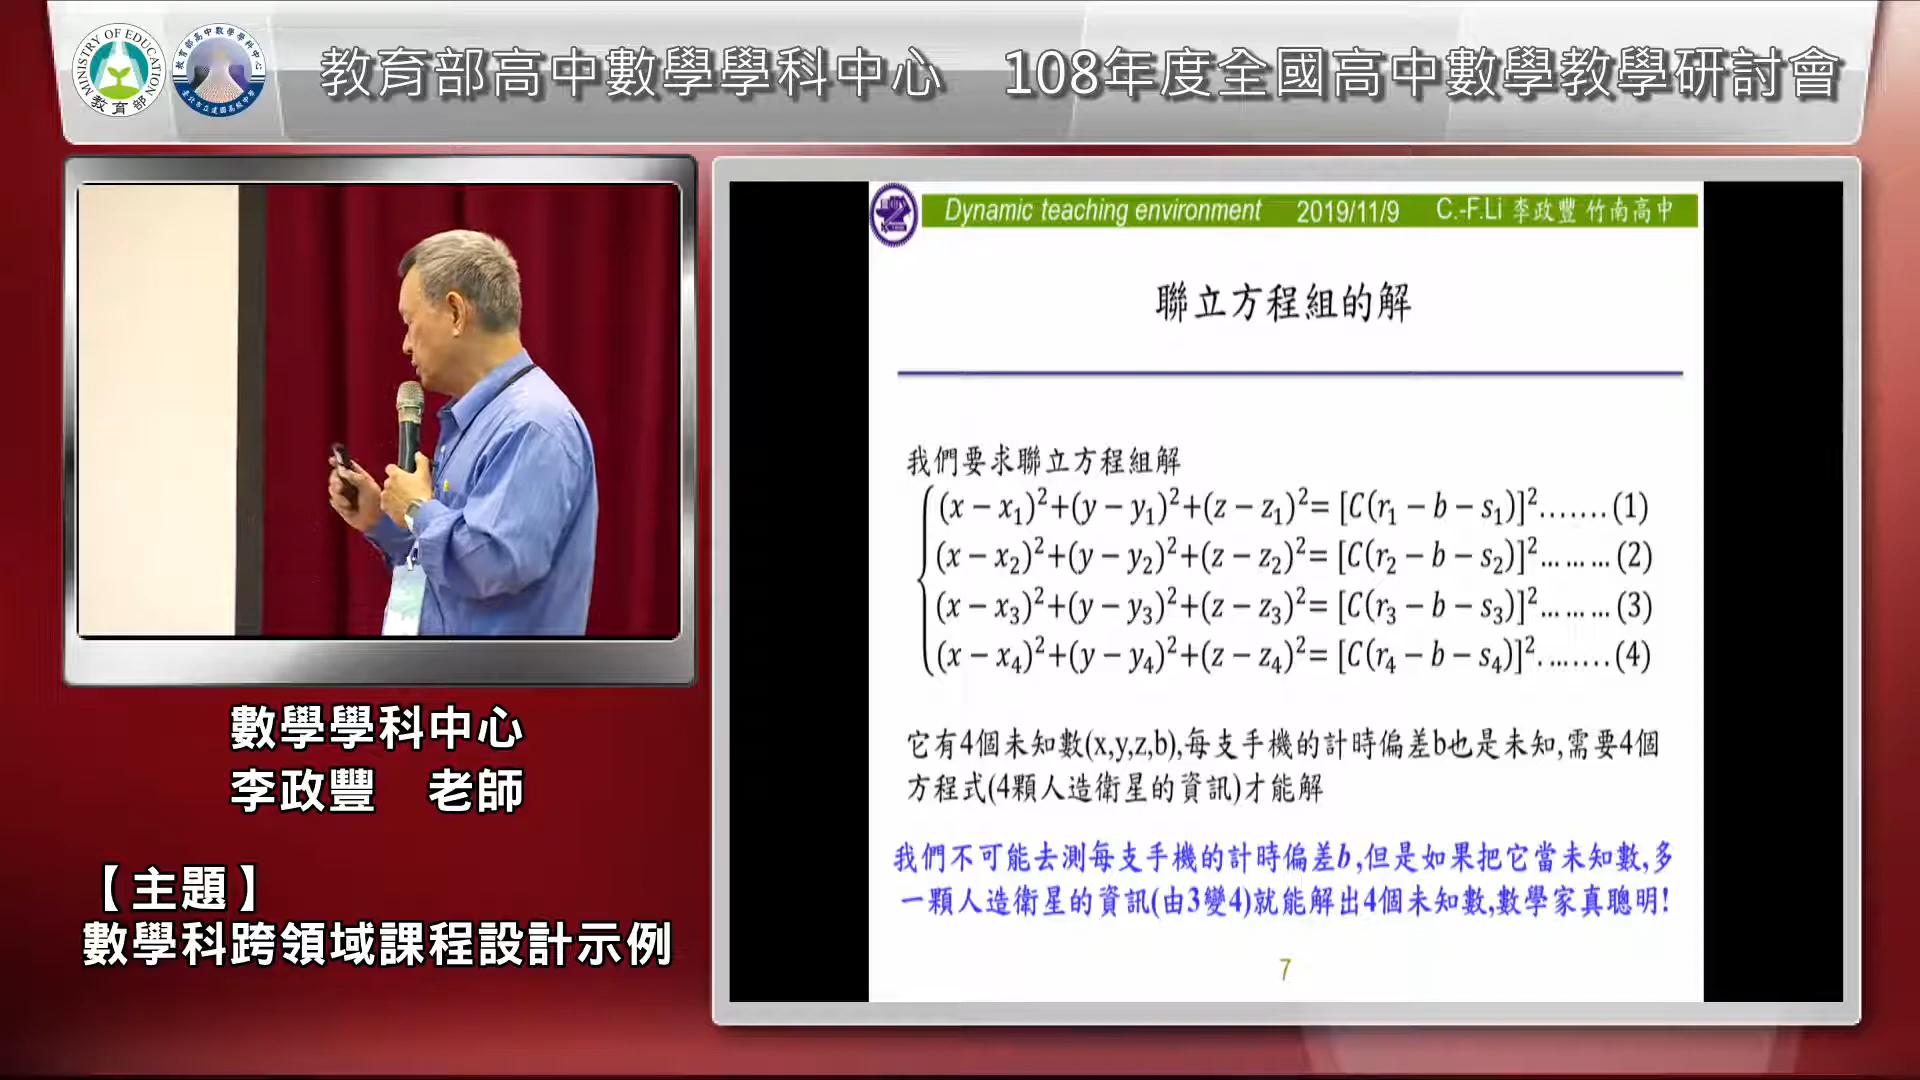 MINISTRY OF EDUCATION
教育部
教育部高中數學學科中心 108年度全國高中數學教學研討會
Dynamic teaching environment 2019/11/9 C.-F.Li 李政豐 竹南高中
聯立方程組的解
我們要求聯立方程組解
(x − x₁)²+(y − y₁)²+(z − z₁)²= [C(r₁ − b − s₁)]².......(1)
(x − x₂)²+(y − y₂)²+(z − z₂)²= [C(r₂ − b − s₂)]²... ... ... (2)
(x − x₃)²+(y − y₃)²+(z − z₃)²= [C(r₃ − b − s₃)]²... ... ... (3)
(x − x₄)²+(y − y₄)²+(z − z₄)²= [C(r₄ − b − s₄)]². ... ....(4)
它有4個未知數(x,y,z,b),每支手機的計時偏差b也是未知,需要4個
方程式(4顆人造衛星的資訊)才能解
我們不可能去測每支手機的計時偏差b,但是如果把它當未知數,多
一顆人造衛星的資訊(由3變4)就能解出4個未知數,數學家真聰明!
7
數學學科中心
李政豐 老師
【主題】
數學科跨領域課程設計示例